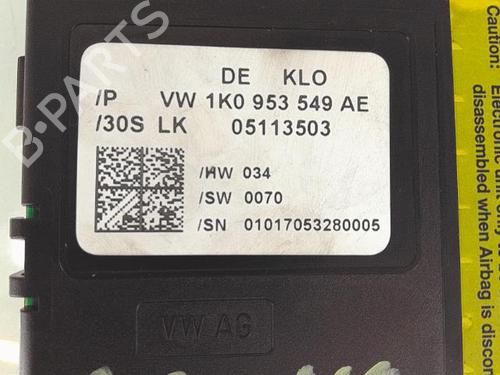 DE KLO
/P VW 1K0 953 549 AE
/30S LK 05113503
/HW 034
/SW 0070
/SN 01017053280005
VW AG
B-PARTS
Caution:
disassembled when Airbag is discon